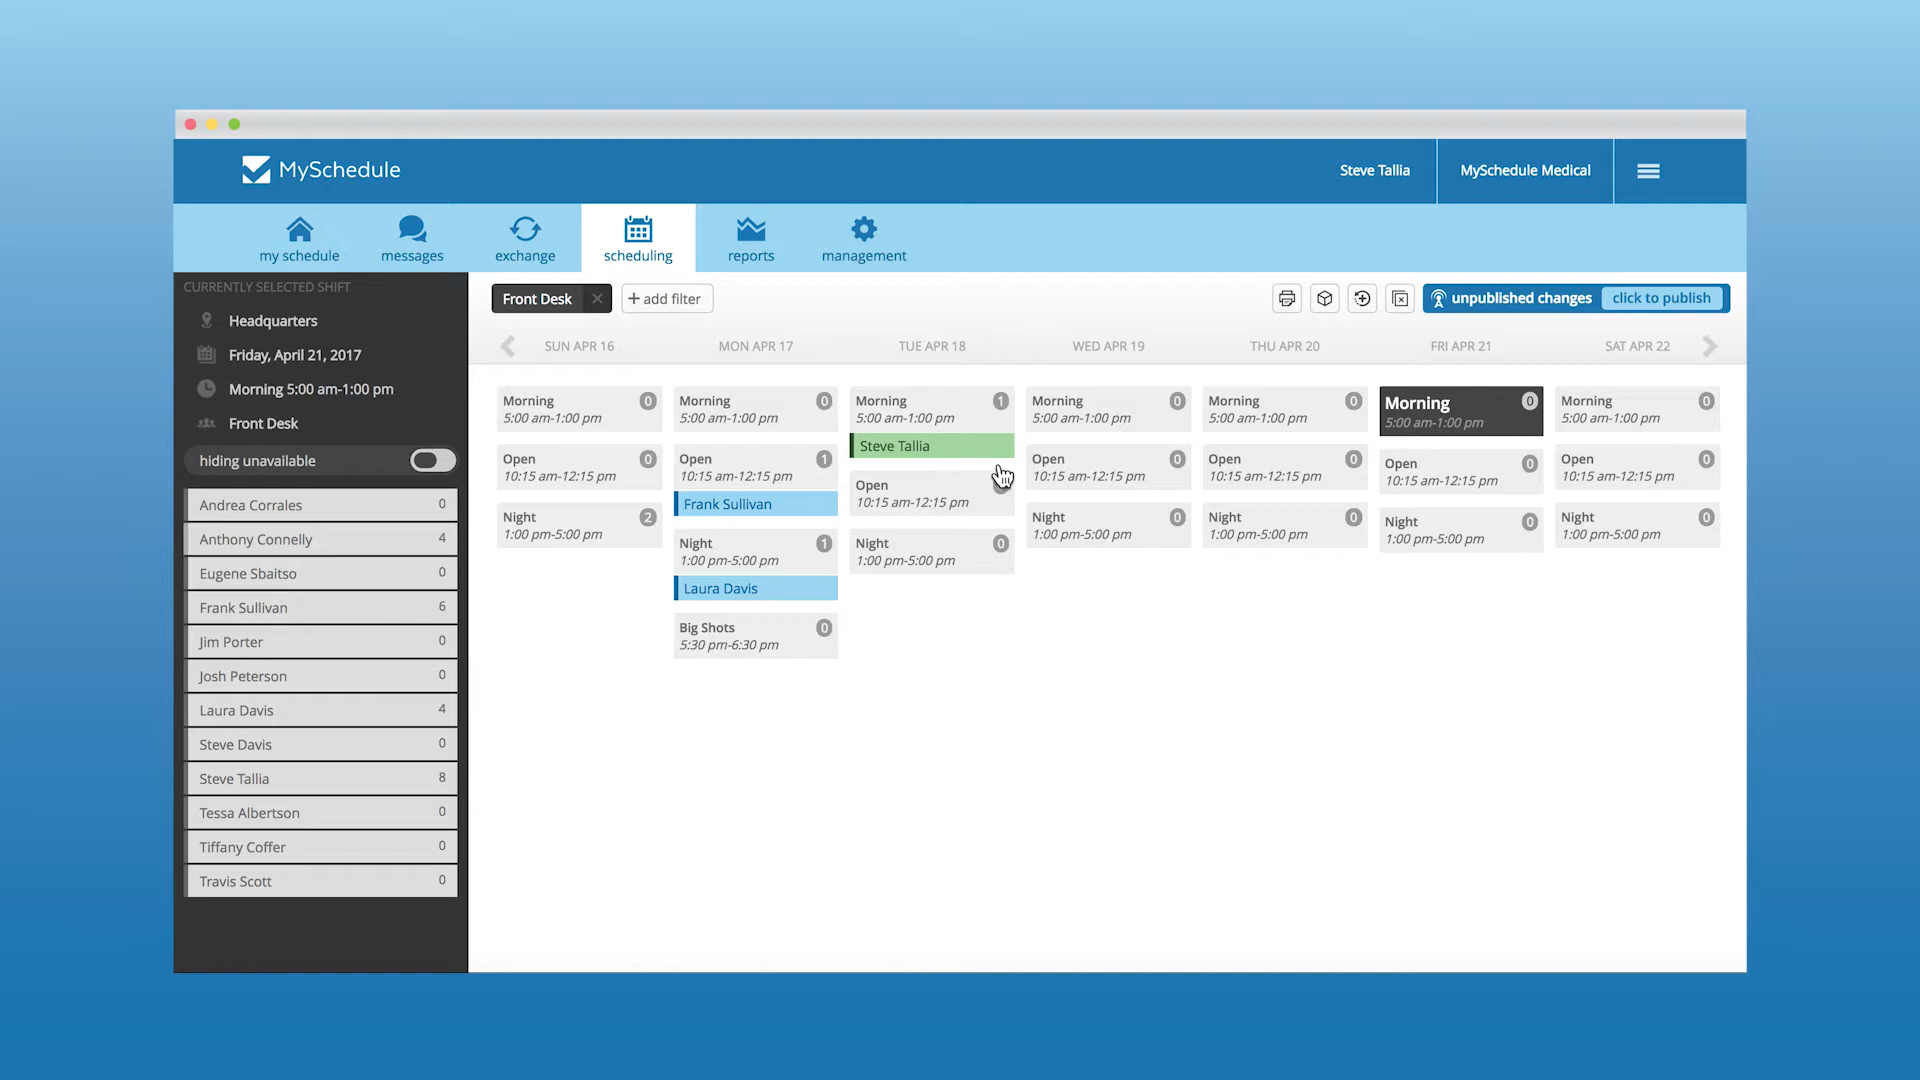 MySchedule
Steve Tallia
MySchedule Medical
my schedule
messages
exchange
scheduling
reports
management
CURRENTLY SELECTED SHIFT
Headquarters
Friday, April 21, 2017
Morning 5:00 am-1:00 pm
Front Desk
hiding unavailable
Andrea Corrales 0
Anthony Connelly 4
Eugene Sbaitso 0
Frank Sullivan 6
Jim Porter 0
Josh Peterson 0
Laura Davis 4
Steve Davis 0
Steve Tallia 8
Tessa Albertson 0
Tiffany Coffer 0
Travis Scott 0
Front Desk
+ add filter
unpublished changes
click to publish
SUN APR 16
MON APR 17
TUE APR 18
WED APR 19
THU APR 20
FRI APR 21
SAT APR 22
Morning 0
5:00 am-1:00 pm
Open 0
10:15 am-12:15 pm
Night 2
1:00 pm-5:00 pm
Morning 0
5:00 am-1:00 pm
Open 1
10:15 am-12:15 pm
Frank Sullivan
Night 1
1:00 pm-5:00 pm
Laura Davis
Big Shots 0
5:30 pm-6:30 pm
Morning 1
5:00 am-1:00 pm
Steve Tallia
Open
10:15 am-12:15 pm
Night 0
1:00 pm-5:00 pm
Morning 0
5:00 am-1:00 pm
Open 0
10:15 am-12:15 pm
Night 0
1:00 pm-5:00 pm
Morning 0
5:00 am-1:00 pm
Open 0
10:15 am-12:15 pm
Night 0
1:00 pm-5:00 pm
Morning 0
5:00 am-1:00 pm
Open 0
10:15 am-12:15 pm
Night 0
1:00 pm-5:00 pm
Morning 0
5:00 am-1:00 pm
Open 0
10:15 am-12:15 pm
Night 0
1:00 pm-5:00 pm